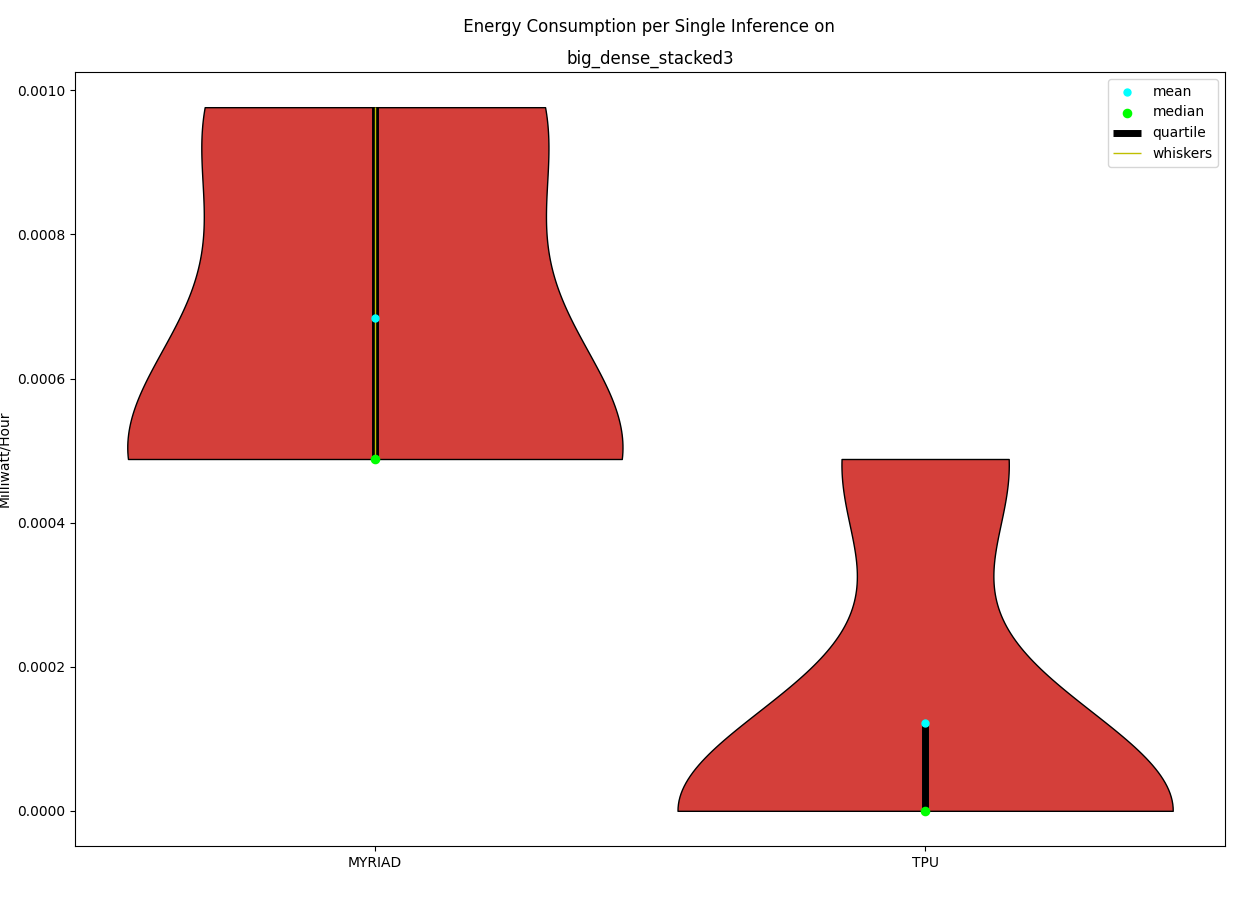 Energy Consumption per Single Inference on
big_dense_stacked3
mean
median
quartile
whiskers
0.0010
0.0008
0.0006
0.0004
0.0002
0.0000
Milliwatt/Hour
MYRIAD
TPU